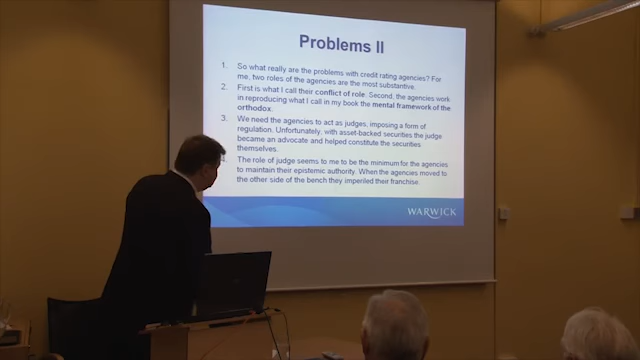 Problems II
1. So what really are the problems with credit rating agencies? For
me, two roles of the agencies are the most substantive.
2. First is what I call their conflict of role. Second, the agencies work
in reproducing what I call in my book the mental framework of the
orthodox.
3. We need the agencies to act as judges, imposing a form of
regulation. Unfortunately, with asset-backed securities the judge
became an advocate and helped constitute the securities
themselves.
The role of judge seems to me to be the minimum for the agencies
to maintain their epistemic authority. When the agencies moved to
the other side of the bench they imperiled their franchise.
WARWICK